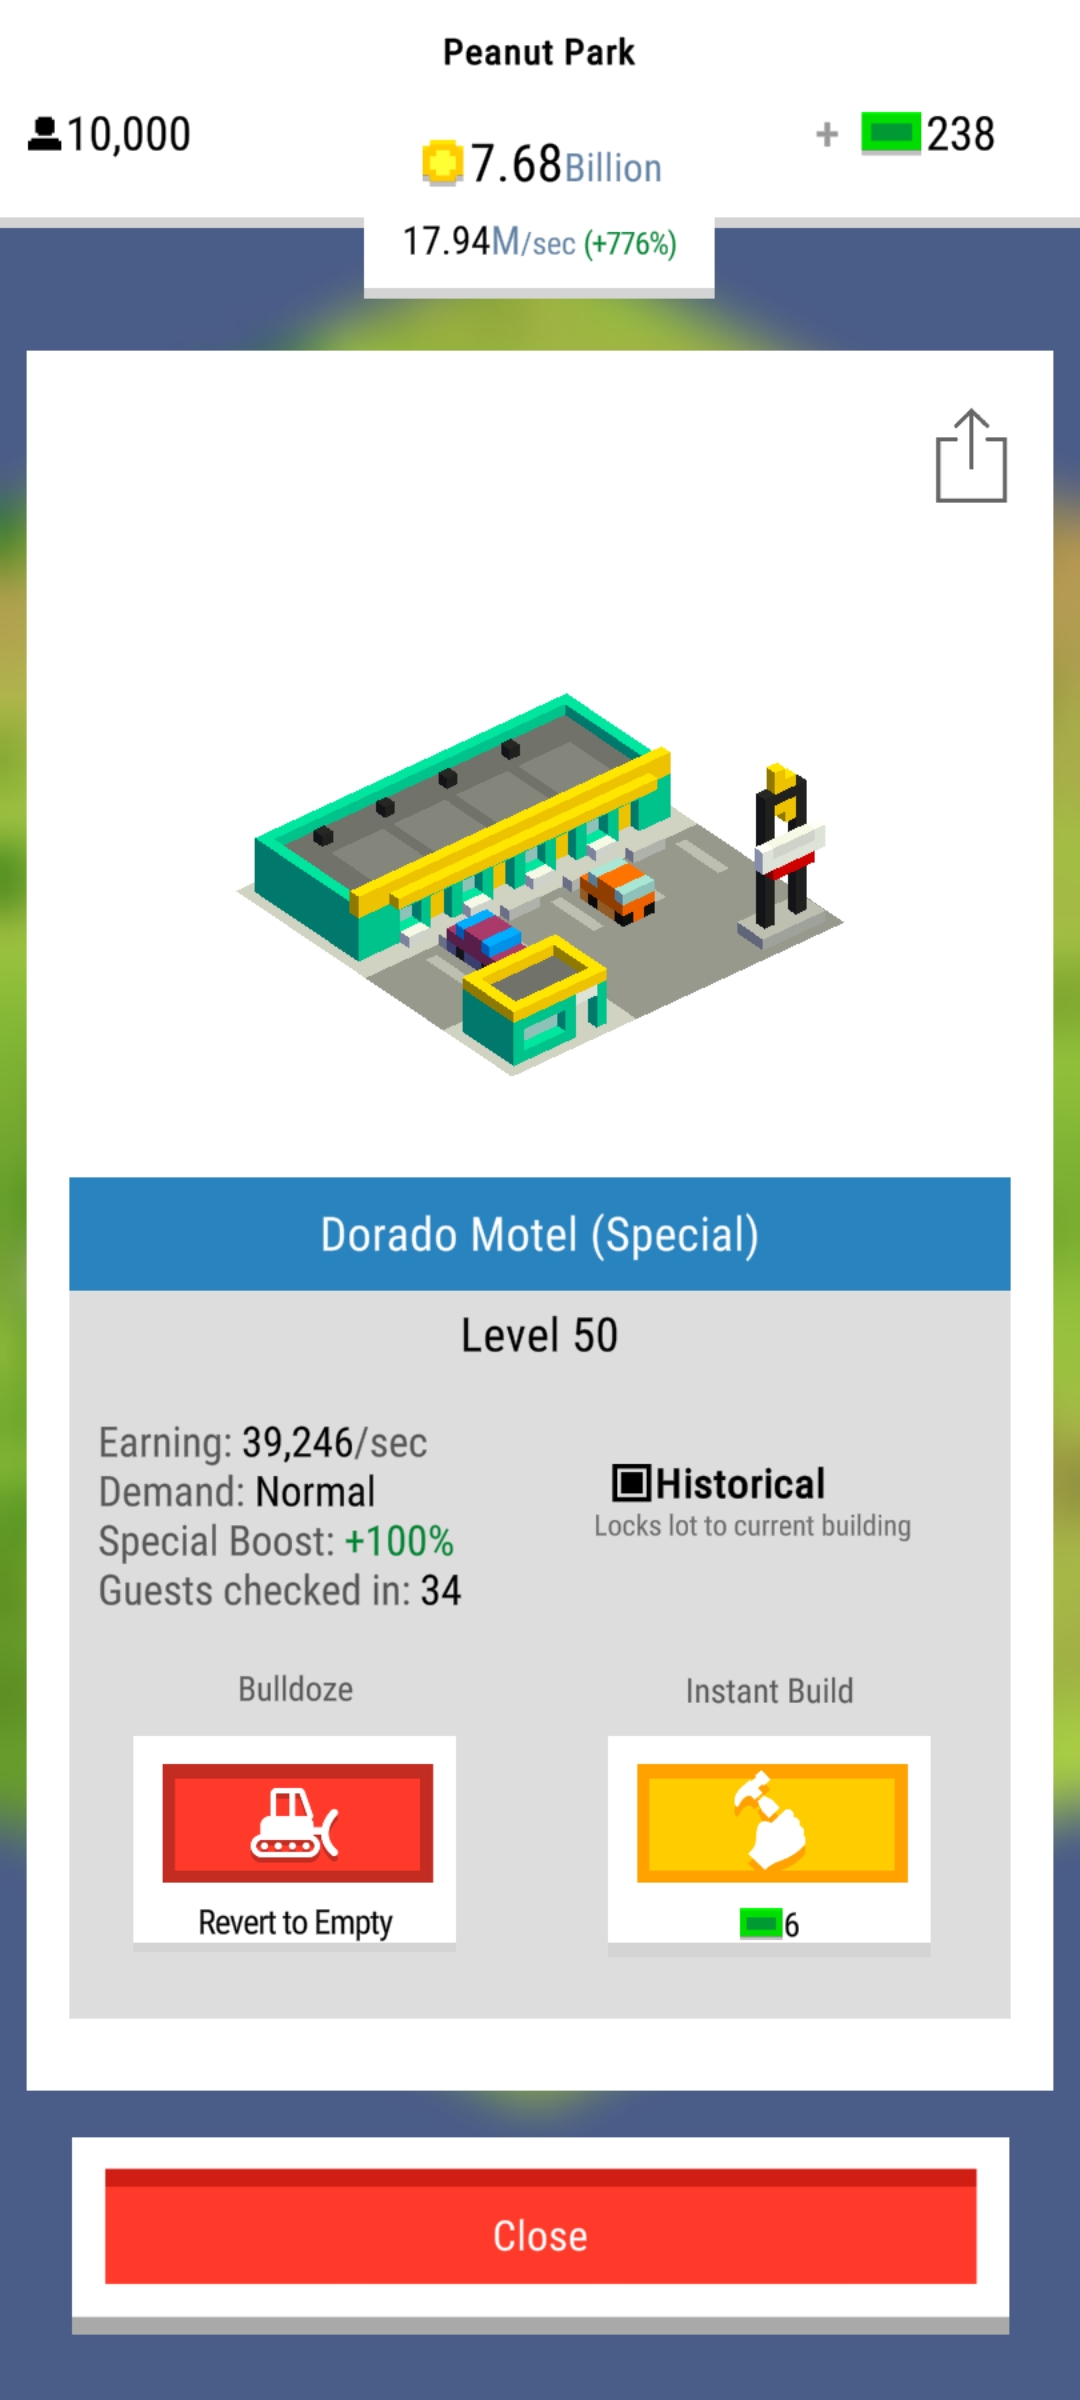 Peanut Park
10,000
7.68Billion
+ 238
17.94M/sec (+776%)
Dorado Motel (Special)
Level 50
Earning: 39,246/sec
Demand: Normal
Special Boost: +100%
Guests checked in: 34
Historical
Locks lot to current building
Bulldoze
Revert to Empty
Instant Build
6
Close